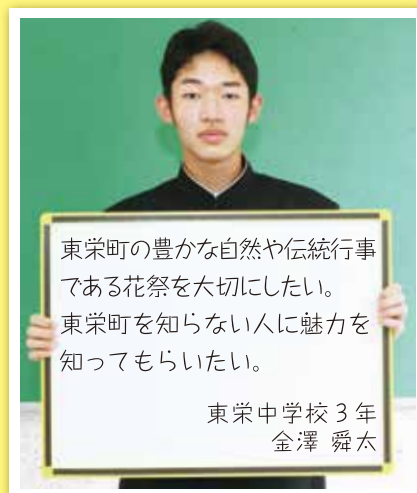 東栄町の豊かな自然や伝統行事
である花祭を大切にしたい。
東栄町を知らない人に魅力を
知ってもらいたい。
東栄中学校3年
金澤 舜太